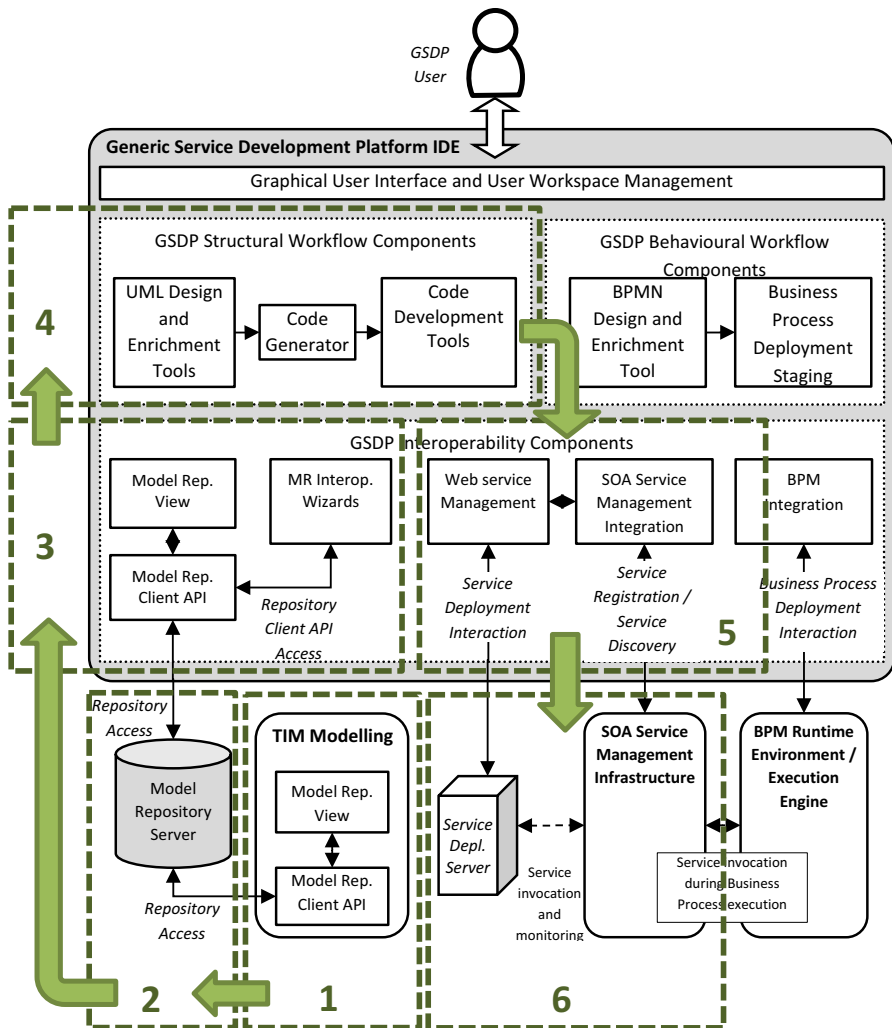 GSDP
User
Generic Service Development Platform IDE
Graphical User Interface and User Workspace Management
GSDP Structural Workflow Components
UML Design
and
Enrichment
Tools
Code
Generator
Code
Development
Tools
GSDP Behavioural Workflow
Components
BPMN
Design and
Enrichment
Tool
Business
Process
Deployment
Staging
4
GSDP Interoperability Components
Model Rep.
View
MR Interop.
Wizards
Web service
Management
SOA Service
Management
Integration
BPM
Integration
3
Model Rep.
Client API
Repository
Client API
Access
Service
Deployment
Interaction
Service
Registration /
Service
Discovery
Business Process
Deployment
Interaction
5
Repository
Access
Model
Repository
Server
Repository
Access
TIM Modelling
Model Rep.
View
Model Rep.
Client API
Service
Depl.
Server
Service
invocation
and
monitoring
SOA Service
Management
Infrastructure
BPM Runtime
Environment /
Execution
Engine
Service invocation
during Business
Process execution
2
1
6